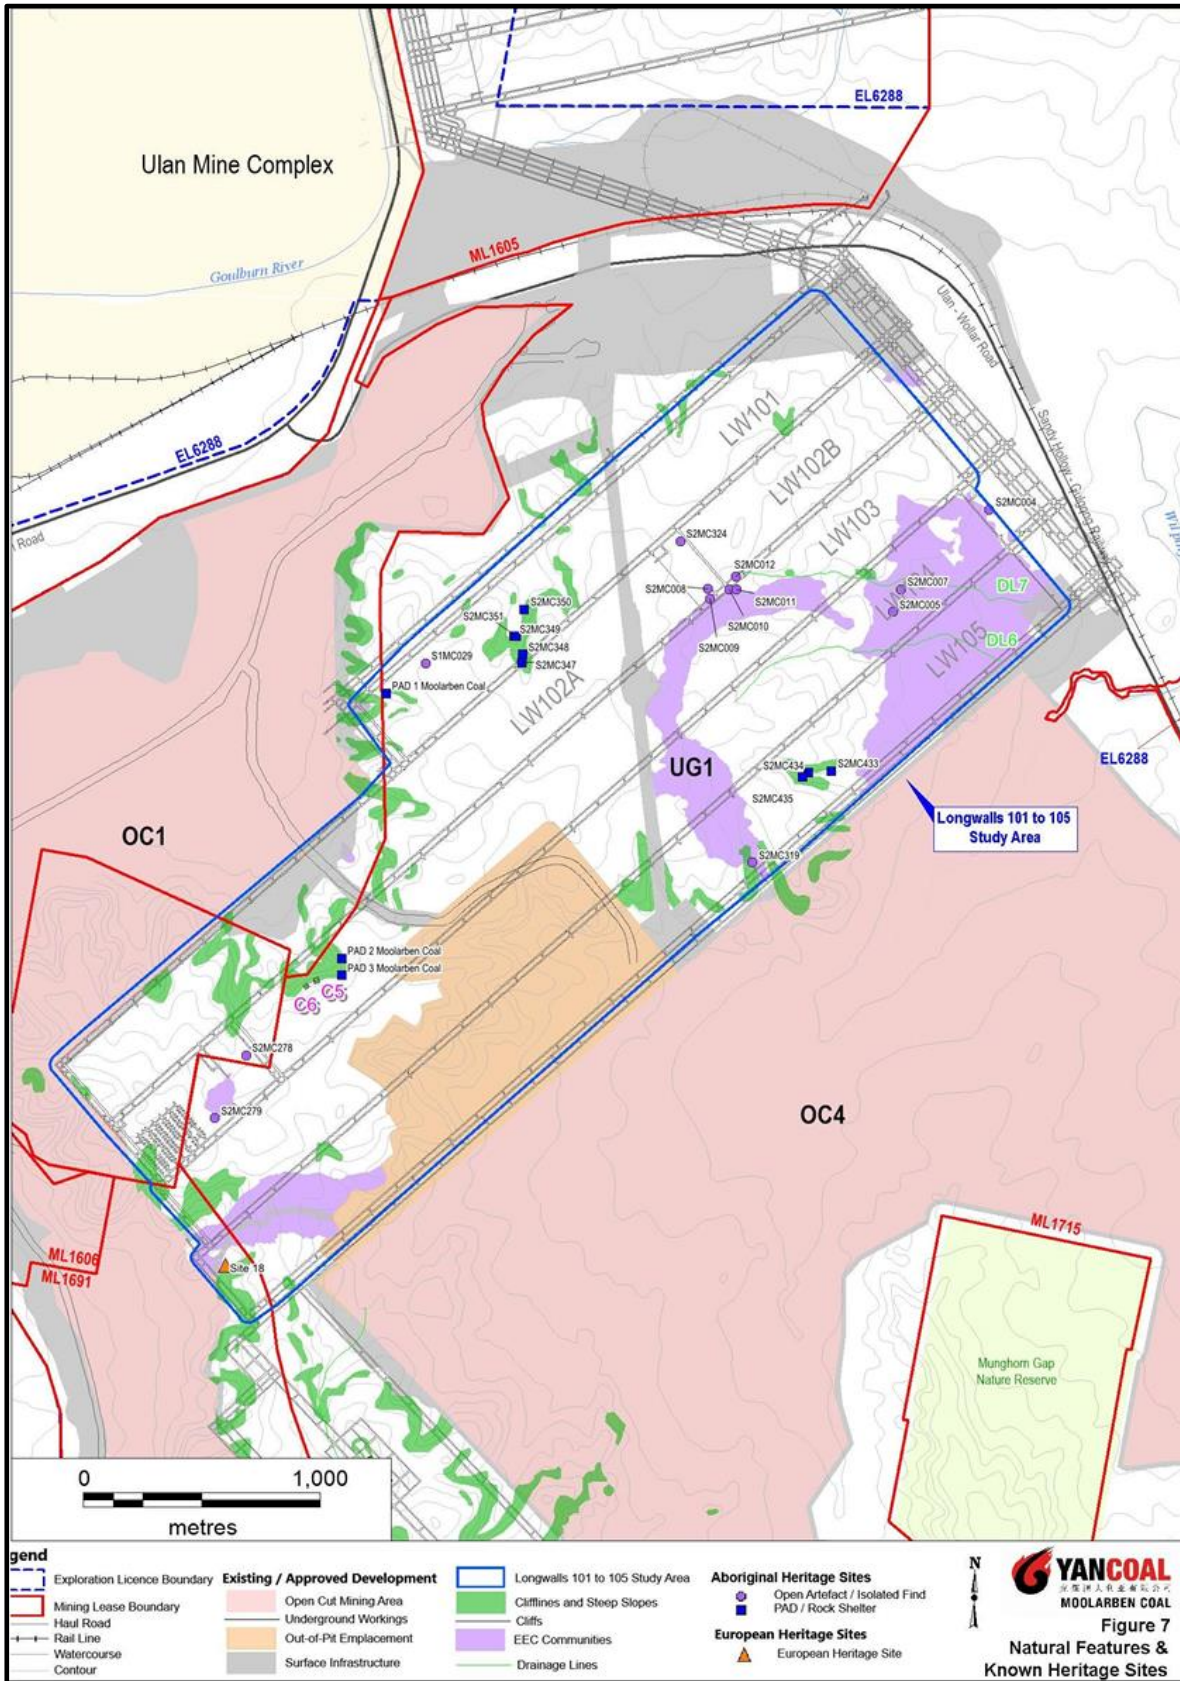 EL6288
Ulan Mine Complex
ML1605
Goulburn River
Ulan - Wollar Road
EL6288
Road
Sandy Hollow - Gulgong Railway
LW101
LW102B
LW103
S2MC004
S2MC324
S2MC012
S2MC007
S2MC008
S2MC011
DL7
S2MC005
S2MC350
S2MC351
S2MC349
S2MC010
S2MC009
DL6
LW105
S2MC348
S1MC029
S2MC347
PAD 1 Moolarben Coal
LW102A
UG1
S2MC434
S2MC433
EL6288
S2MC435
Longwalls 101 to 105
Study Area
OC1
S2MC319
PAD 2 Moolarben Coal
PAD 3 Moolarben Coal
C6
C5
S2MC278
S2MC279
OC4
ML1715
ML1606
ML1691
Site 18
Munghorn Gap
Nature Reserve
0 1,000
metres
gend
Exploration Licence Boundary
Mining Lease Boundary
Haul Road
Rail Line
Watercourse
Contour
Existing / Approved Development
Open Cut Mining Area
Underground Workings
Out-of-Pit Emplacement
Surface Infrastructure
Longwalls 101 to 105 Study Area
Clifflines and Steep Slopes
Cliffs
EEC Communities
Drainage Lines
Aboriginal Heritage Sites
Open Artefact / Isolated Find
PAD / Rock Shelter
European Heritage Sites
European Heritage Site
N
YANCOAL
MOOLARBEN COAL
Figure 7
Natural Features &
Known Heritage Sites